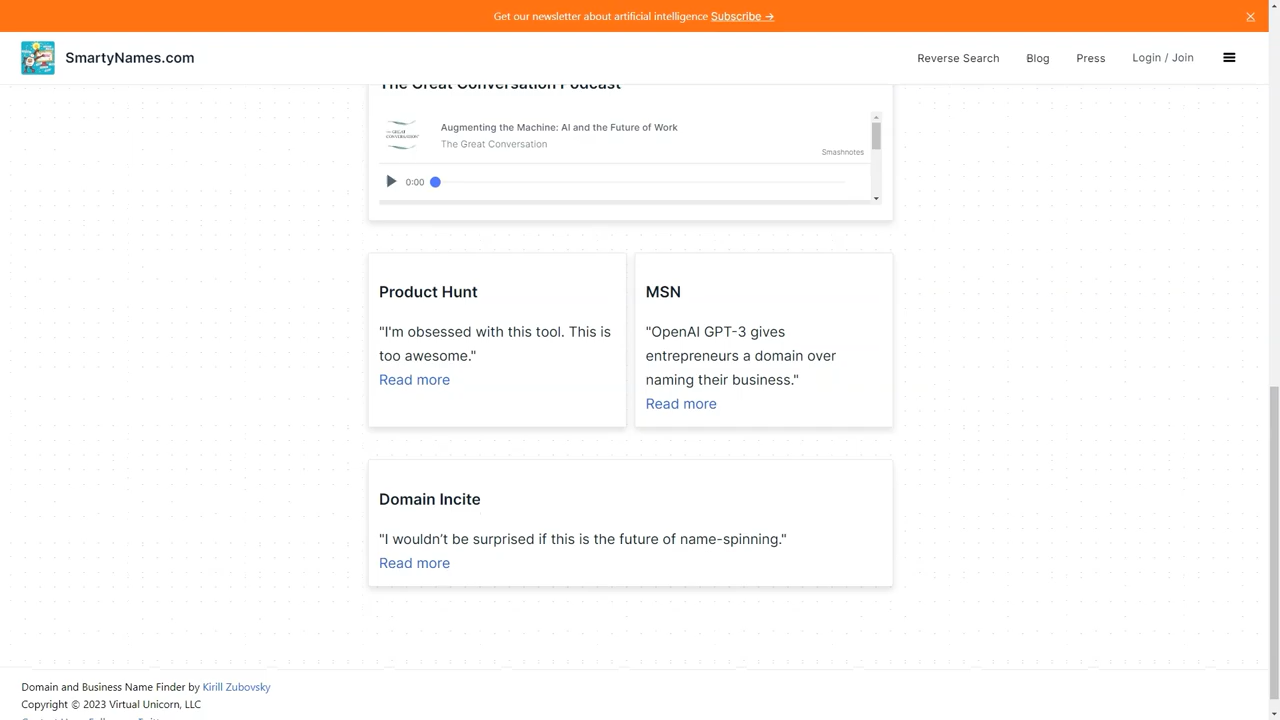 Get our newsletter about artificial intelligence Subscribe →
SmartyNames.com
Reverse Search
Blog
Press
Login / Join
The Great Conversation Podcast
Augmenting the Machine: AI and the Future of Work
The Great Conversation
Smashnotes
0:00
Product Hunt
"I'm obsessed with this tool. This is
too awesome."
Read more
MSN
"OpenAI GPT-3 gives
entrepreneurs a domain over
naming their business."
Read more
Domain Incite
"I wouldn't be surprised if this is the future of name-spinning."
Read more
Domain and Business Name Finder by Kirill Zubovsky
Copyright © 2023 Virtual Unicorn, LLC